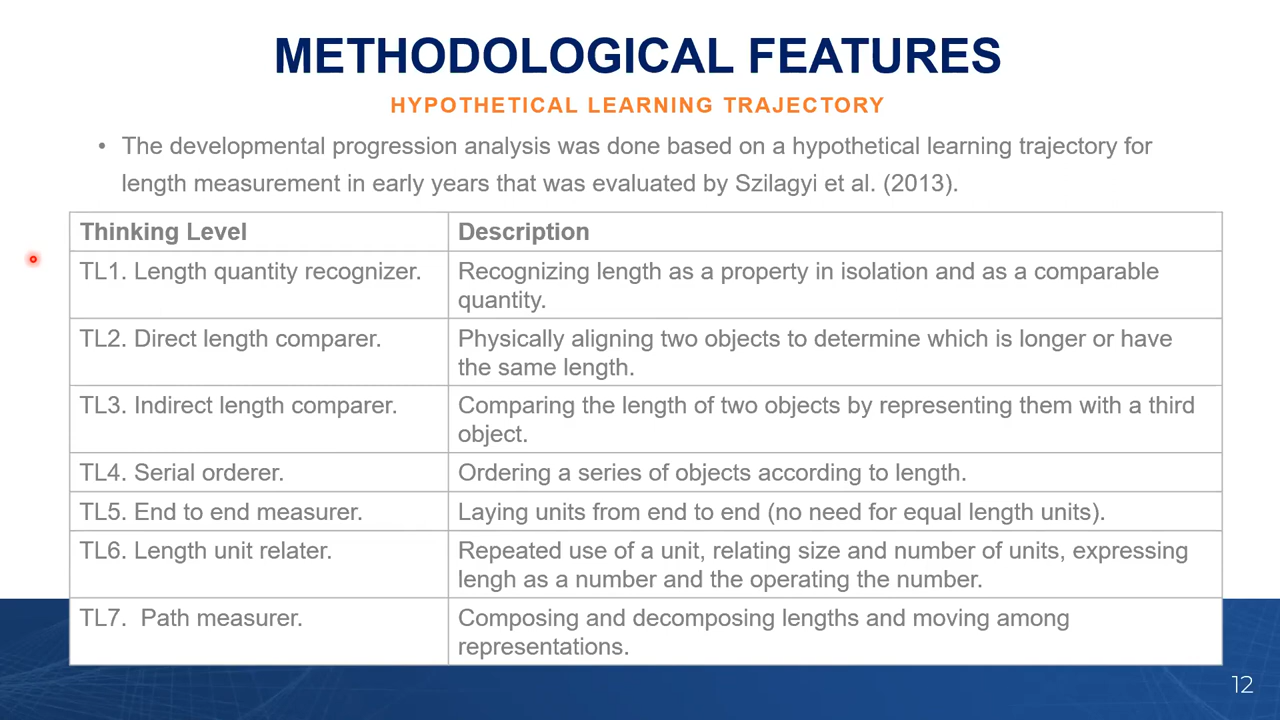 METHODOLOGICAL FEATURES
HYPOTHETICAL LEARNING TRAJECTORY
• The developmental progression analysis was done based on a hypothetical learning trajectory for
length measurement in early years that was evaluated by Szilagyi et al. (2013).
Thinking Level Description
TL1. Length quantity recognizer. Recognizing length as a property in isolation and as a comparable
quantity.
TL2. Direct length comparer. Physically aligning two objects to determine which is longer or have
the same length.
TL3. Indirect length comparer. Comparing the length of two objects by representing them with a third
object.
TL4. Serial orderer. Ordering a series of objects according to length.
TL5. End to end measurer. Laying units from end to end (no need for equal length units).
TL6. Length unit relater. Repeated use of a unit, relating size and number of units, expressing
lengh as a number and the operating the number.
TL7. Path measurer. Composing and decomposing lengths and moving among
representations.
12